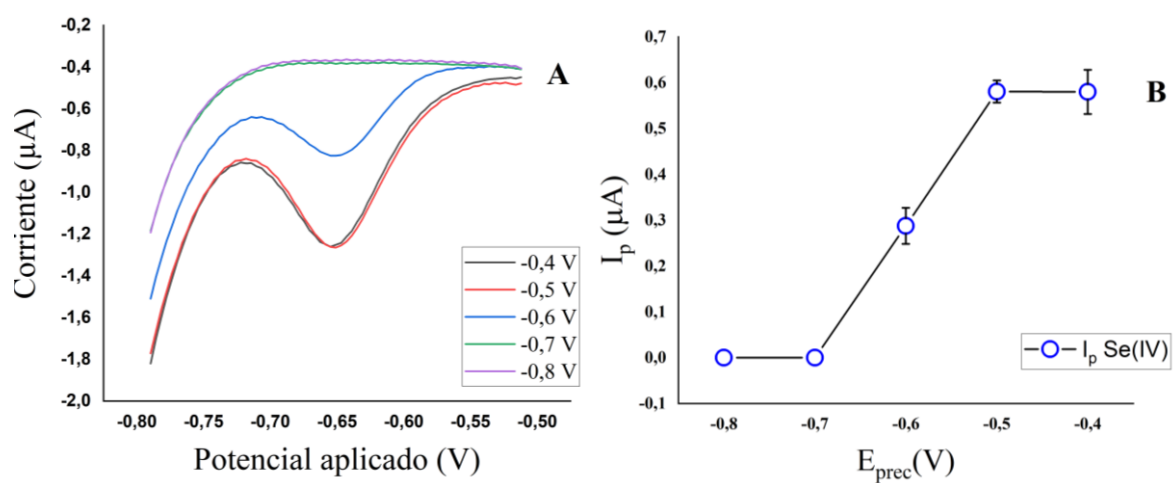 A
-0,2
-0,4
-0,6
-0,8
-1,0
-1,2
-1,4
-1,6
-1,8
-2,0
Corriente (µA)
-0,80 -0,75 -0,70 -0,65 -0,60 -0,55 -0,50
Potencial aplicado (V)
-0,4 V
-0,5 V
-0,6 V
-0,7 V
-0,8 V
B
0,7
0,6
0,5
0,4
0,3
0,2
0,1
0,0
-0,1
Ip (µA)
-0,8 -0,7 -0,6 -0,5 -0,4
Eprec(V)
Ip Se(IV)